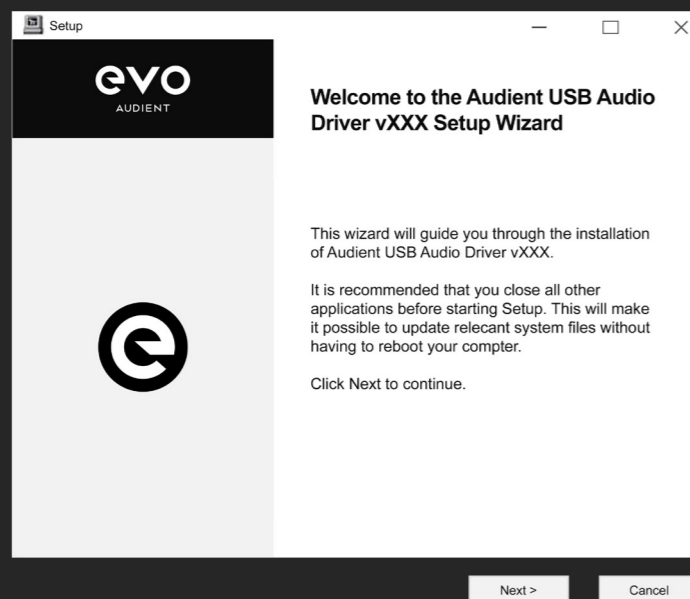 Setup
evo
AUDIENT
Welcome to the Audient USB Audio
Driver vXXX Setup Wizard
This wizard will guide you through the installation
of Audient USB Audio Driver vXXX.
It is recommended that you close all other
applications before starting Setup. This will make
it possible to update relecant system files without
having to reboot your compter.
Click Next to continue.
e
Next >
Cancel